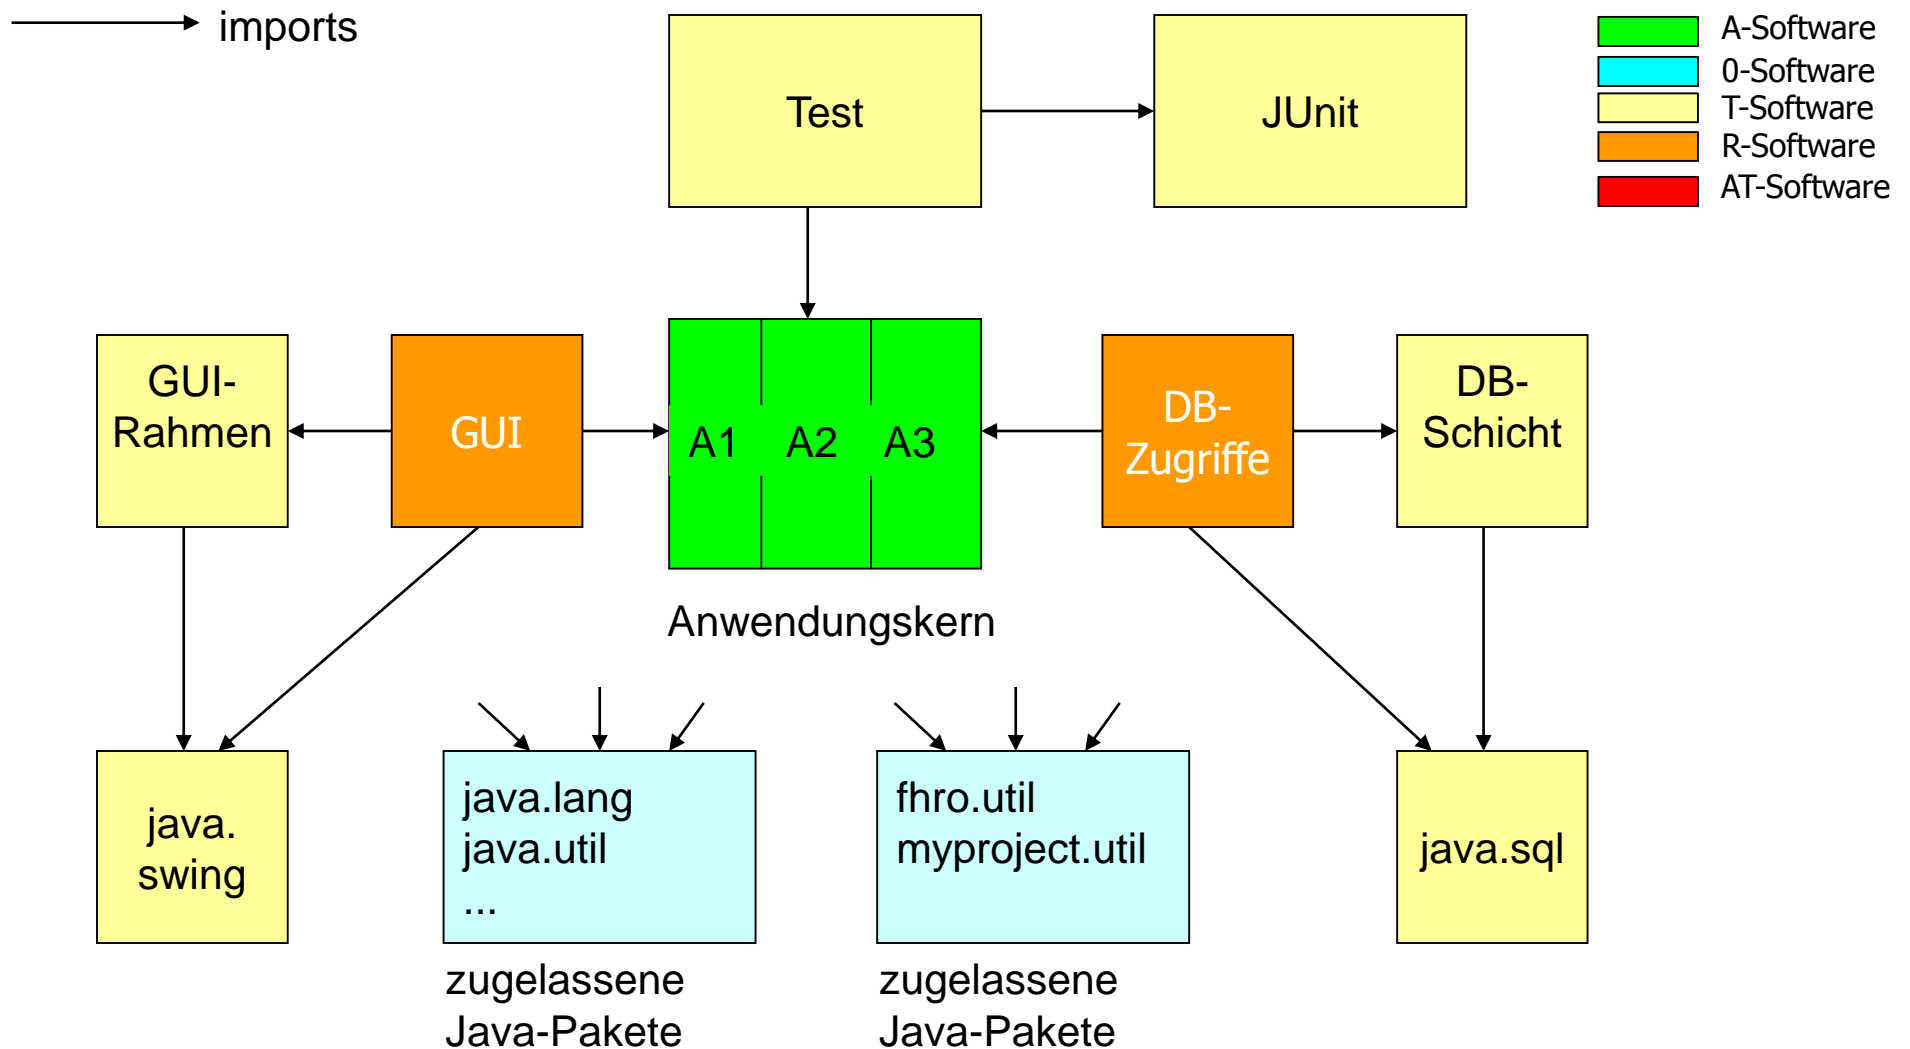 imports
A-Software
0-Software
T-Software
R-Software
AT-Software
Test
JUnit
GUI-
Rahmen
GUI
A1
A2
A3
DB-
Zugriffe
DB-
Schicht
Anwendungskern
java.
swing
java.lang
java.util
...
fhro.util
myproject.util
java.sql
zugelassene
Java-Pakete
zugelassene
Java-Pakete